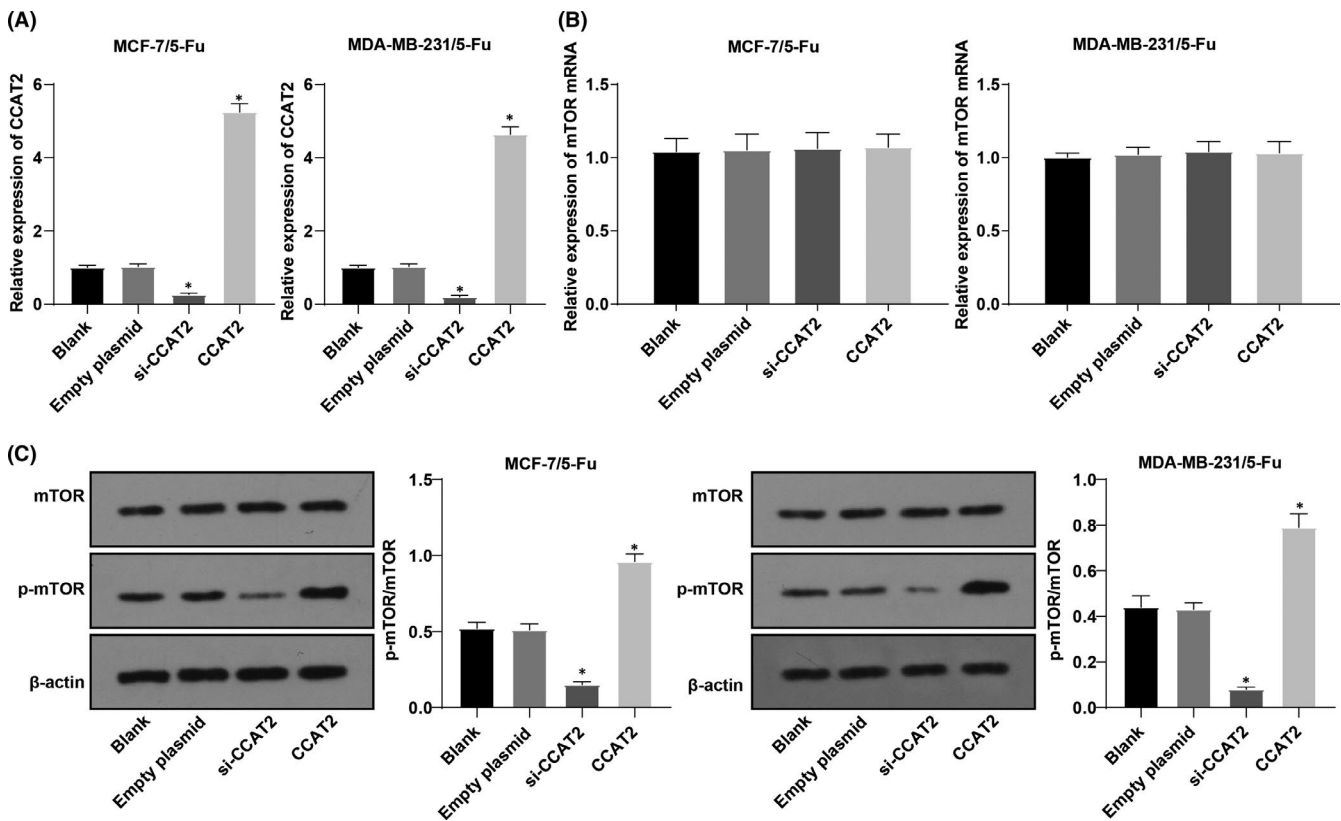 (A)
MCF-7/5-Fu
Relative expression of CCAT2
6
4
2
0
*
*
Blank
Empty plasmid
si-CCAT2
CCAT2
MDA-MB-231/5-Fu
Relative expression of CCAT2
6
4
2
0
*
*
Blank
Empty plasmid
si-CCAT2
CCAT2
(B)
MCF-7/5-Fu
Relative expression of mTOR mRNA
1.5
1.0
0.5
0.0
Blank
Empty plasmid
si-CCAT2
CCAT2
MDA-MB-231/5-Fu
Relative expression of mTOR mRNA
1.5
1.0
0.5
0.0
Blank
Empty plasmid
si-CCAT2
CCAT2
(C)
mTOR
p-mTOR
β-actin
Blank
Empty plasmid
si-CCAT2
CCAT2
MCF-7/5-Fu
p-mTOR/mTOR
1.5
1.0
0.5
0.0
*
*
Blank
Empty plasmid
si-CCAT2
CCAT2
mTOR
p-mTOR
β-actin
Blank
Empty plasmid
si-CCAT2
CCAT2
MDA-MB-231/5-Fu
p-mTOR/mTOR
1.0
0.8
0.6
0.4
0.2
0.0
*
*
Blank
Empty plasmid
si-CCAT2
CCAT2